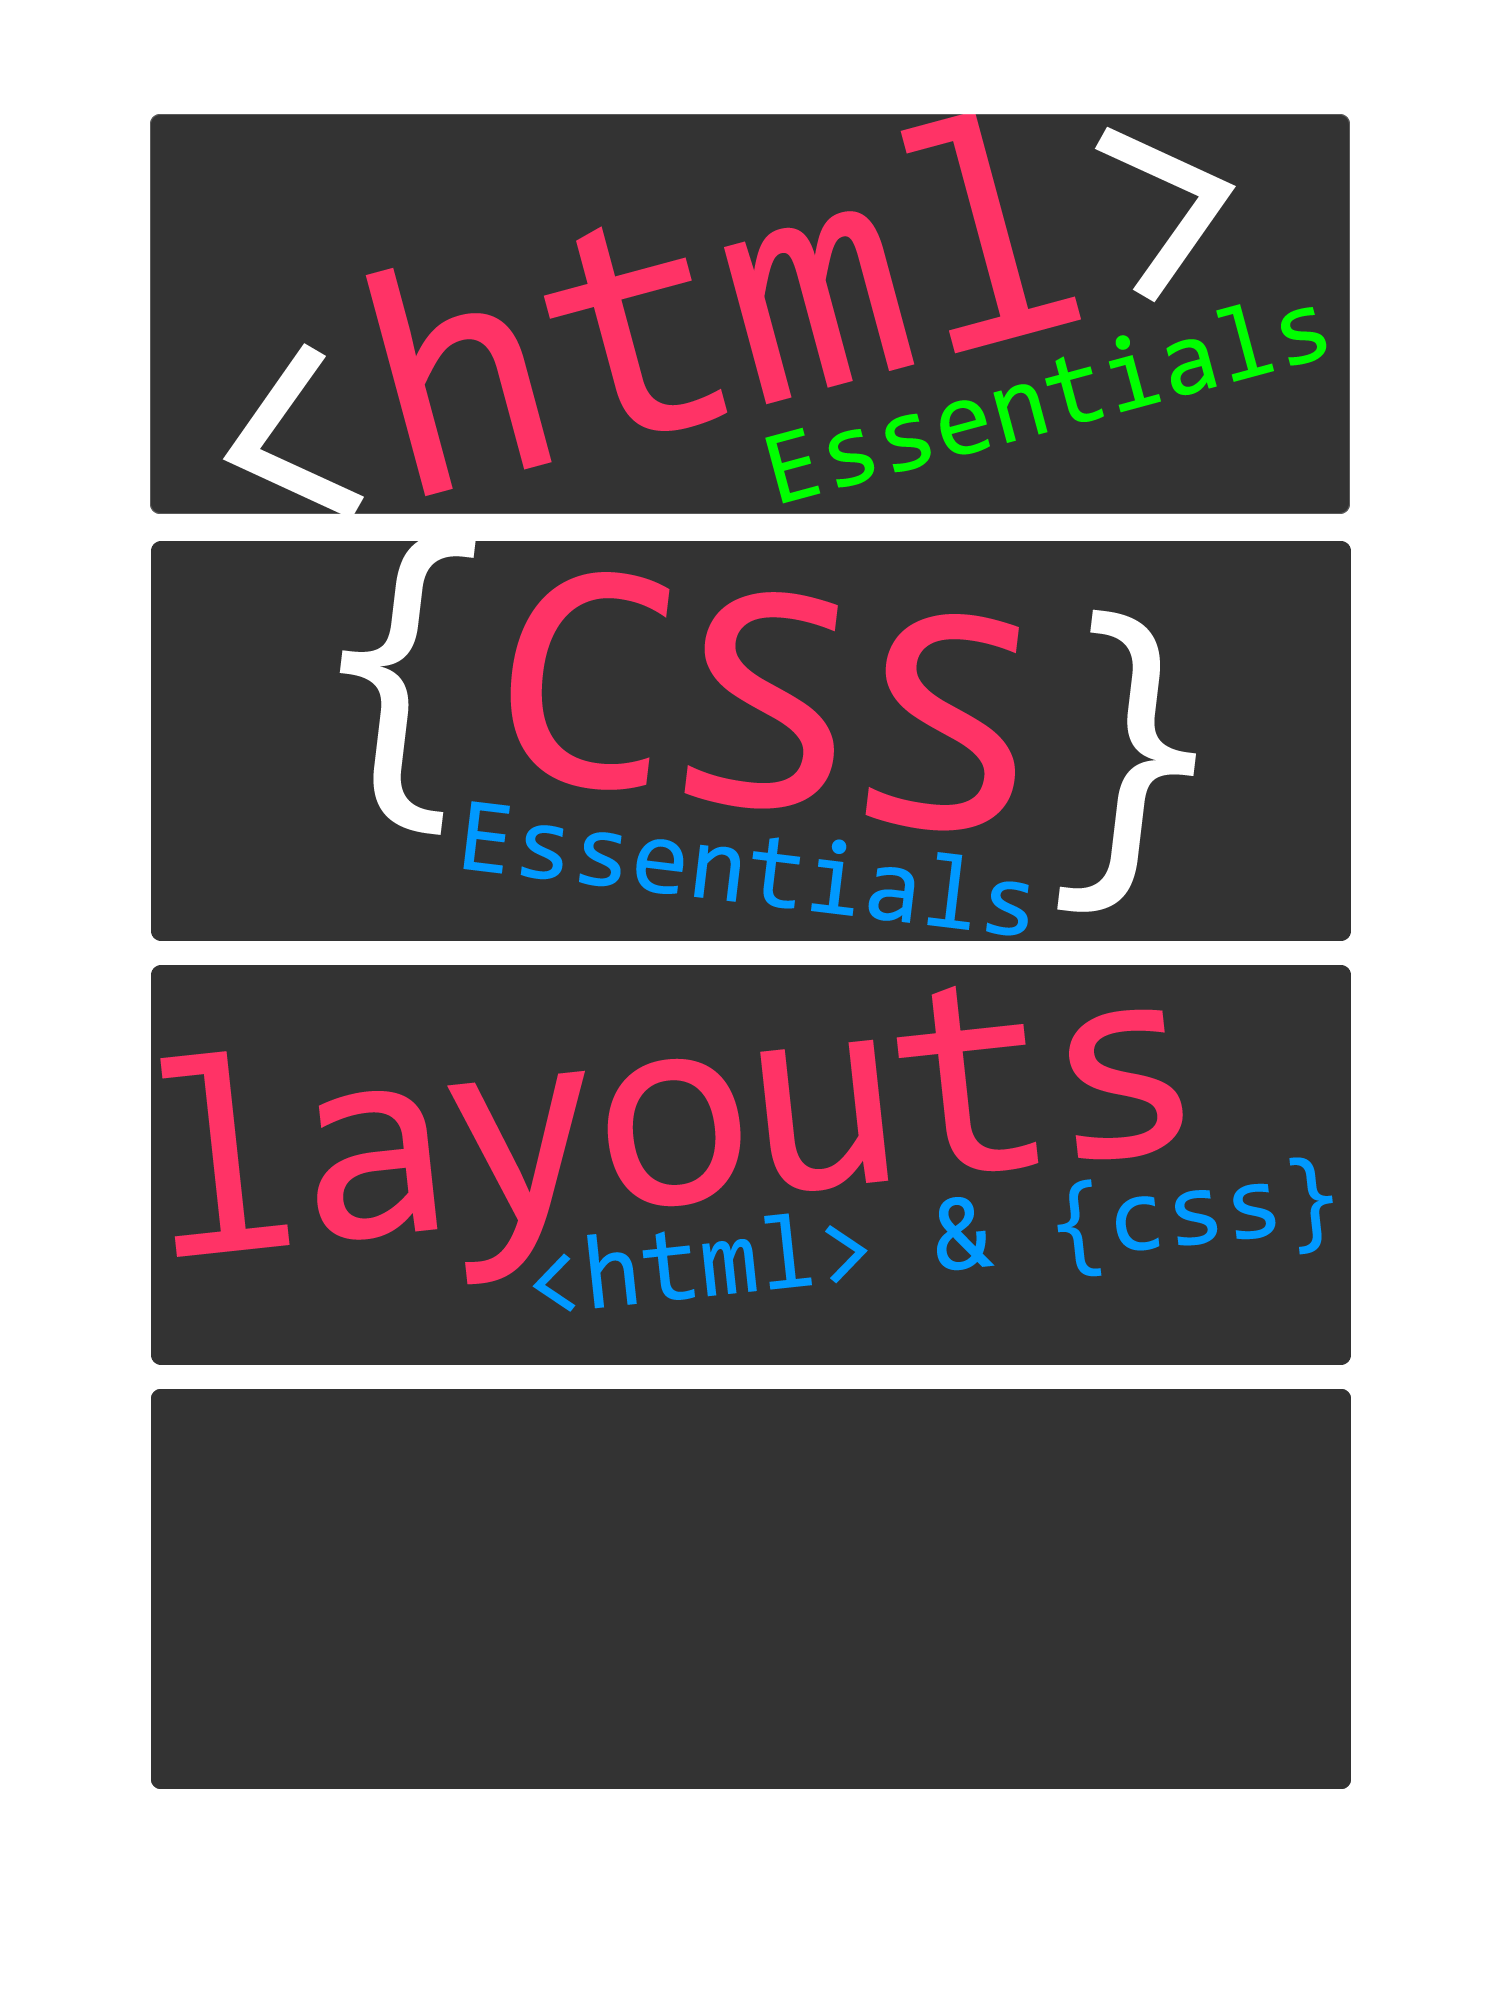 <html>
Essentials
{CSS}
Essentials
layouts
<html> & {css}